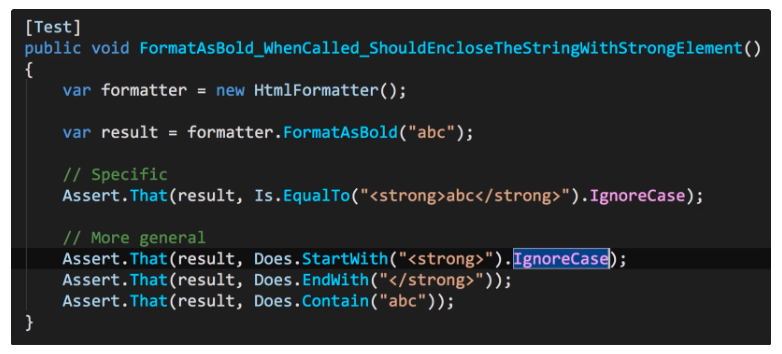 [Test]
public void FormatAsBold_WhenCalled_ShouldEncloseTheStringWithStrongElement()
{
    var formatter = new HtmlFormatter();
    var result = formatter.FormatAsBold("abc");
    // Specific
    Assert.That(result, Is.EqualTo("<strong>abc</strong>").IgnoreCase);
    // More general
    Assert.That(result, Does.StartWith("<strong>").IgnoreCase);
    Assert.That(result, Does.EndWith("</strong>"));
    Assert.That(result, Does.Contain("abc"));
}